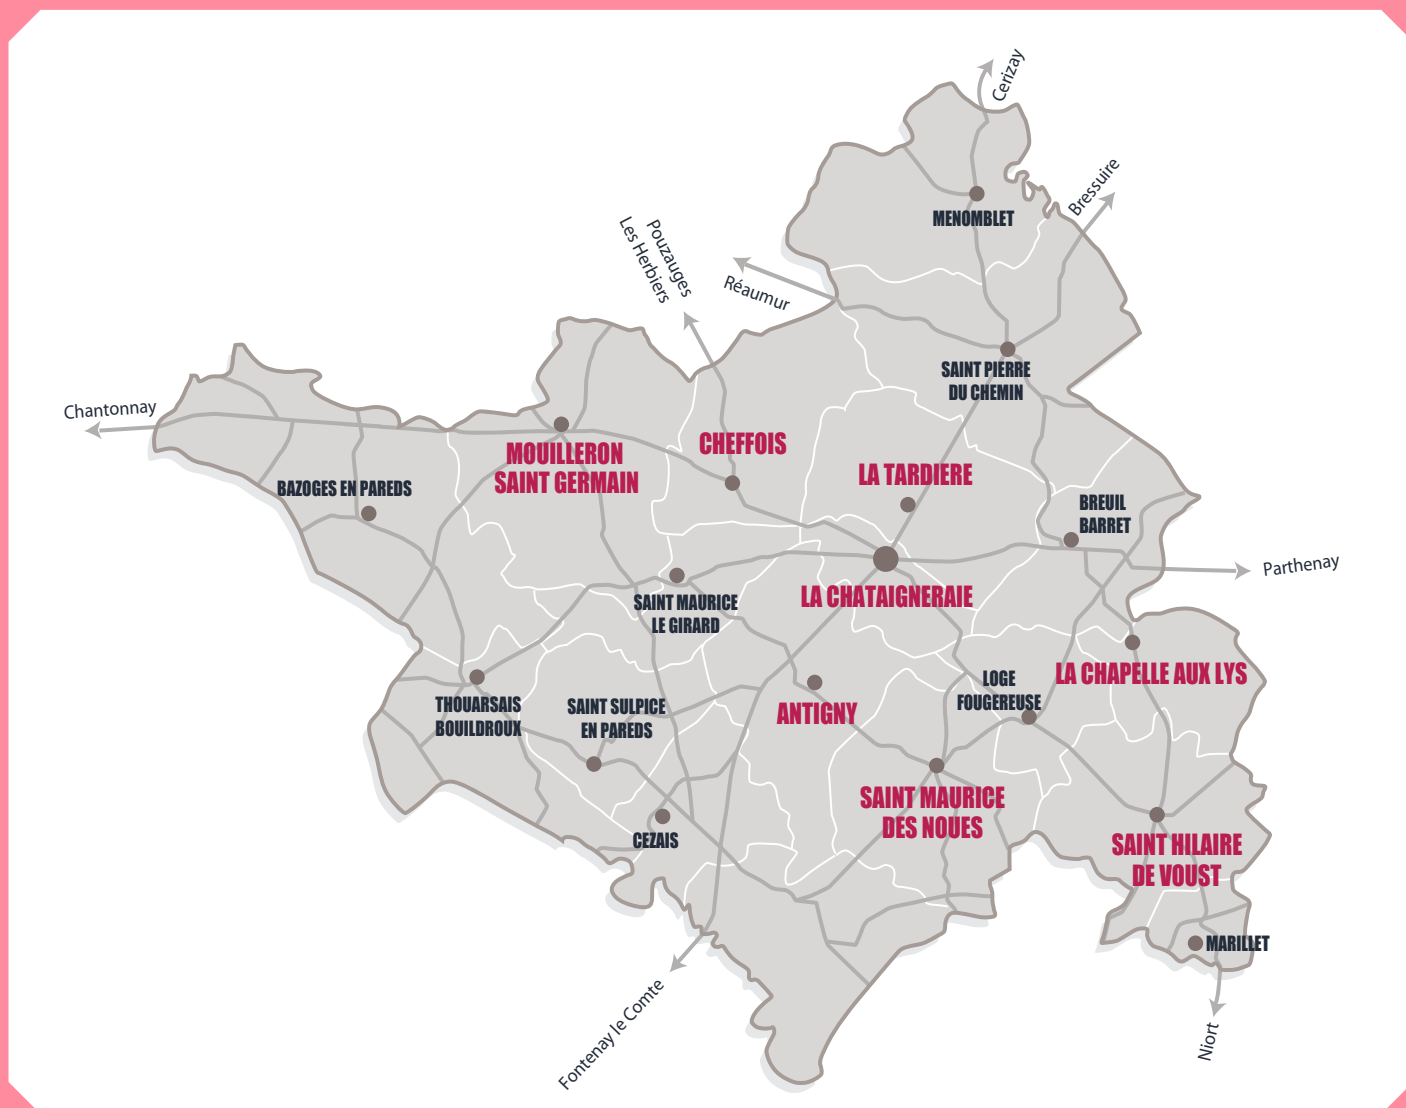 Cerizay
Bressuire
MENOMBLET
Pouzauges
Les Herbiers
Réaumur
SAINT PIERRE
DU CHEMIN
Chantonnay
CHEFFOIS
MOUILLERON
SAINT GERMAIN
LA TARDIERE
BAZOGES EN PAREDS
BREUIL
BARRET
Parthenay
LA CHATAIGNERAIE
SAINT MAURICE
LE GIRARD
LA CHAPELLE AUX LYS
LOGE
FOUGEREUSE
THOUARSAIS
BOUILDROUX
SAINT SULPICE
EN PAREDS
ANTIGNY
SAINT MAURICE
DES NOUES
CEZAIS
SAINT HILAIRE
DE VOUST
MARILLET
Fontenay le Comte
Niort